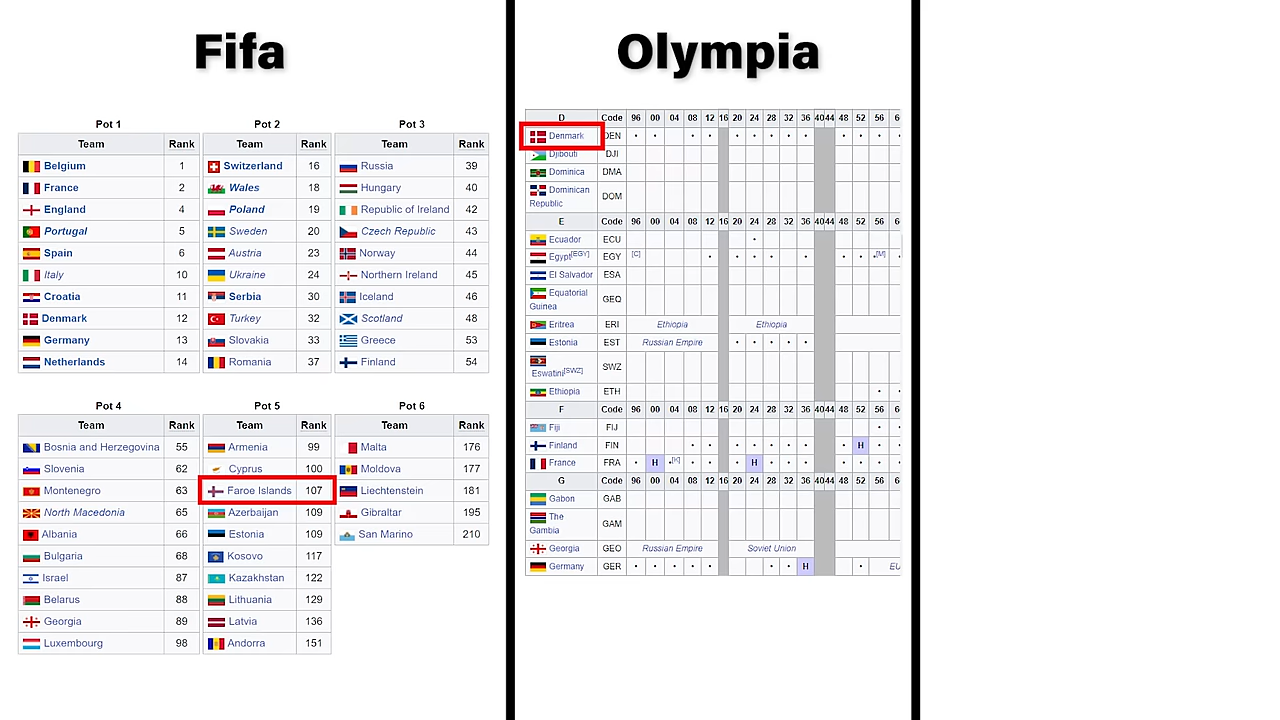 Fifa
Pot 1
Team Rank
Belgium 1
France 2
England 4
Portugal 5
Spain 6
Italy 10
Croatia 11
Denmark 12
Germany 13
Netherlands 14
Pot 2
Team Rank
Switzerland 16
Wales 18
Poland 19
Sweden 20
Austria 23
Ukraine 24
Serbia 30
Turkey 32
Slovakia 33
Romania 37
Pot 3
Team Rank
Russia 39
Hungary 40
Republic of Ireland 42
Czech Republic 43
Norway 44
Northern Ireland 45
Iceland 46
Scotland 48
Greece 53
Finland 54
Pot 4
Team Rank
Bosnia and Herzegovina 55
Slovenia 62
Montenegro 63
North Macedonia 65
Albania 66
Bulgaria 68
Israel 87
Belarus 88
Georgia 89
Luxembourg 98
Pot 5
Team Rank
Armenia 99
Cyprus 100
Faroe Islands 107
Azerbaijan 109
Estonia 109
Kosovo 117
Kazakhstan 122
Lithuania 129
Latvia 136
Andorra 151
Pot 6
Team Rank
Malta 176
Moldova 177
Liechtenstein 181
Gibraltar 195
San Marino 210
Olympia
D Code 96 00 04 08 12 16 20 24 28 32 36 40 44 48 52 56
Denmark DEN • • • • • • • • • • • •
Djibouti DJI
Dominica DMA
Dominican
Republic DOM
E Code 96 00 04 08 12 16 20 24 28 32 36 40 44 48 52 56
Ecuador ECU •
Egypt[EGY] EGY [C] • • • • • • • •[M]
El Salvador ESA
Equatorial
Guinea GEQ
Eritrea ERI Ethiopia Ethiopia
Estonia EST Russian Empire • • • • •
Eswatini[SWZ] SWZ
Ethiopia ETH •
F Code 96 00 04 08 12 16 20 24 28 32 36 40 44 48 52 56
Fiji FIJ •
Finland FIN • • • • • • • • H •
France FRA • H •[K] • • • H • • • • • •
G Code 96 00 04 08 12 16 20 24 28 32 36 40 44 48 52 56
Gabon GAB
The
Gambia GAM
Georgia GEO Russian Empire Soviet Union
Germany GER • • • • • • • H •